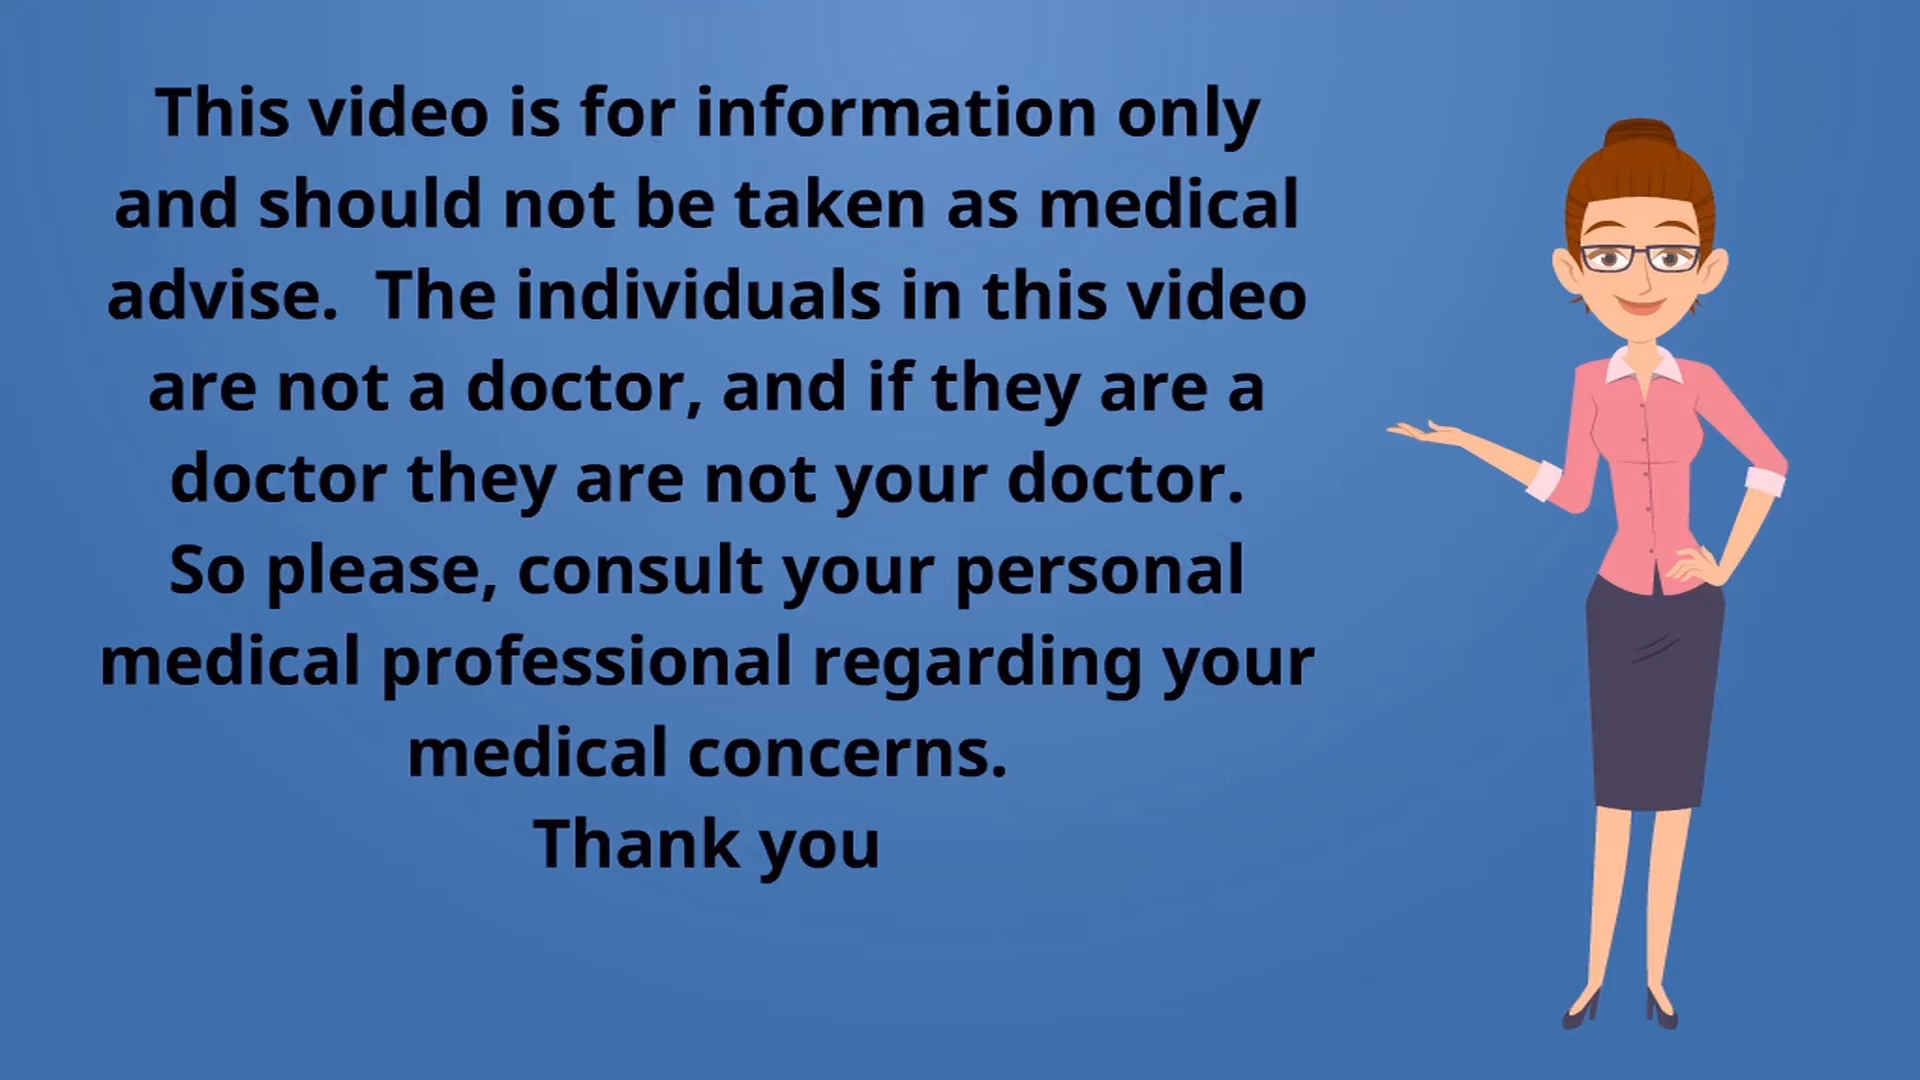 This video is for information only
and should not be taken as medical
advise.  The individuals in this video
are not a doctor, and if they are a
doctor they are not your doctor.
So please, consult your personal
medical professional regarding your
medical concerns.
Thank you